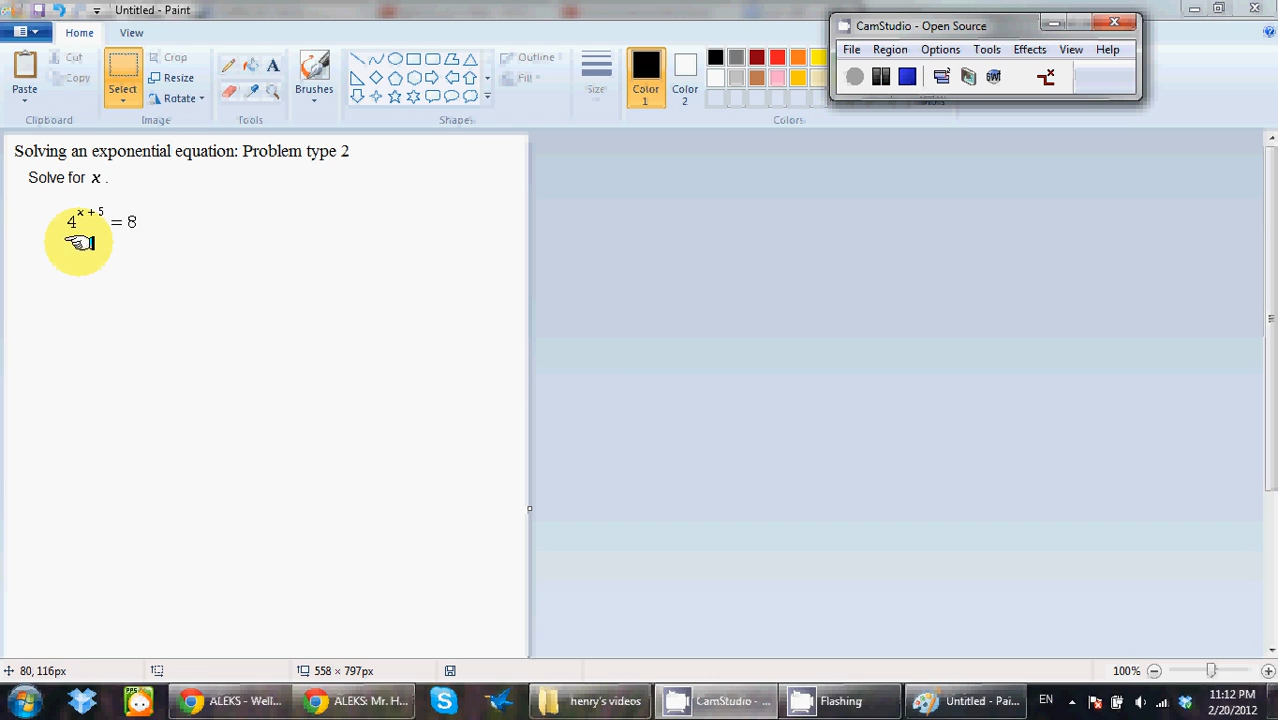 Untitled - Paint
Home View
Paste
Cut
Copy
Clipboard
Select
Crop
Resize
Rotate
Image
A
Tools
Brushes
Outline
Fill
Shapes
Size
Color 1
Color 2
Colors
CamStudio - Open Source
File Region Options Tools Effects View Help
Solving an exponential equation: Problem type 2
Solve for x .
4^{x + 5} = 8
80, 116px
558 × 797px
100%
ALEKS - Well...
ALEKS: Mr. H...
henry's videos
CamStudio - ...
Flashing
Untitled - Pai...
EN
11:12 PM
2/20/2012